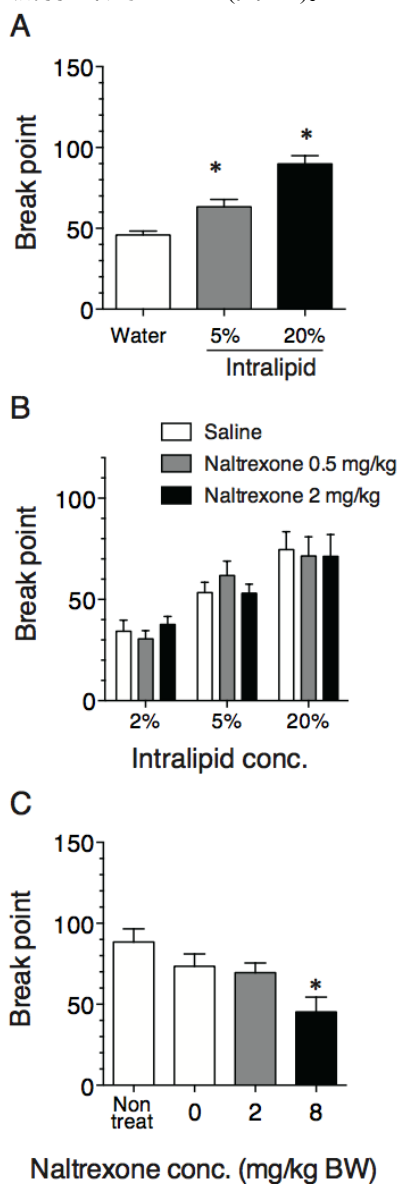 A
150
100
50
0
Break point
*
*
Water
5%
20%
Intralipid
B
Saline
Naltrexone 0.5 mg/kg
Naltrexone 2 mg/kg
100
50
0
Break point
2%
5%
20%
Intralipid conc.
C
150
100
50
0
Break point
*
Non
treat
0
2
8
Naltrexone conc. (mg/kg BW)